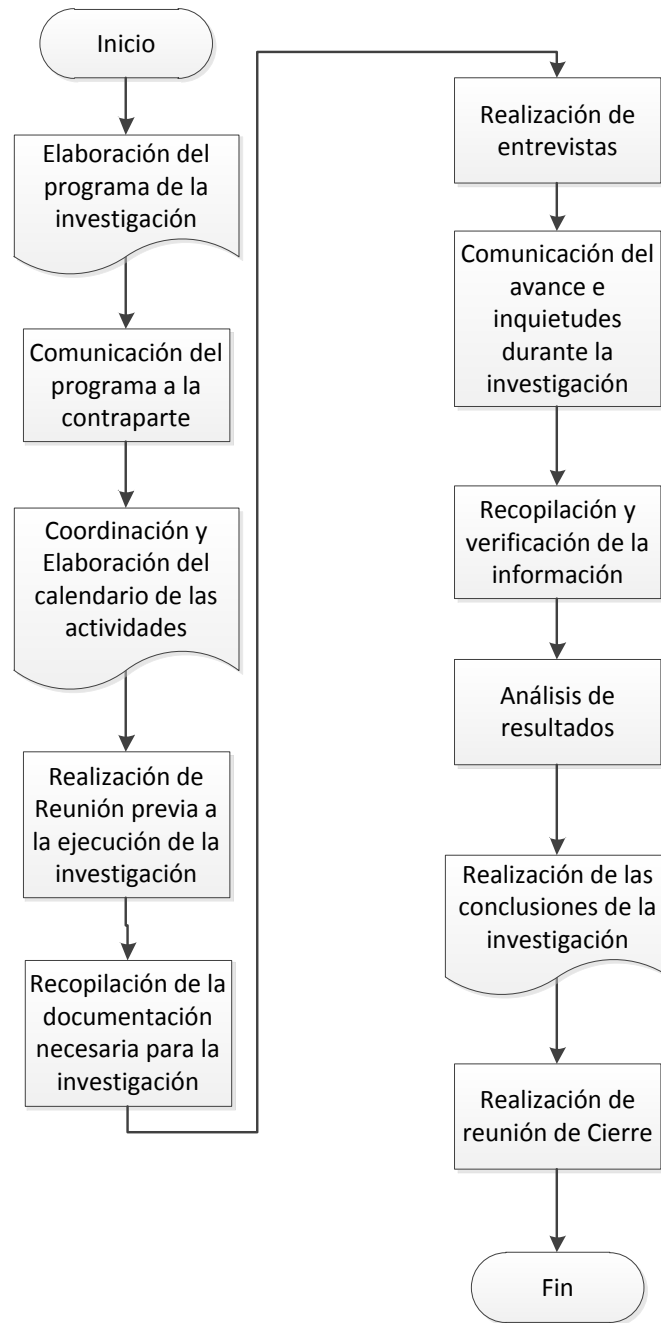 Inicio
Elaboración del
programa de la
investigación
Comunicación del
programa a la
contraparte
Coordinación y
Elaboración del
calendario de las
actividades
Realización de
Reunión previa a
la ejecución de la
investigación
Recopilación de la
documentación
necesaria para la
investigación
Realización de
entrevistas
Comunicación del
avance e
inquietudes
durante la
investigación
Recopilación y
verificación de la
información
Análisis de
resultados
Realización de las
conclusiones de la
investigación
Realización de
reunión de Cierre
Fin